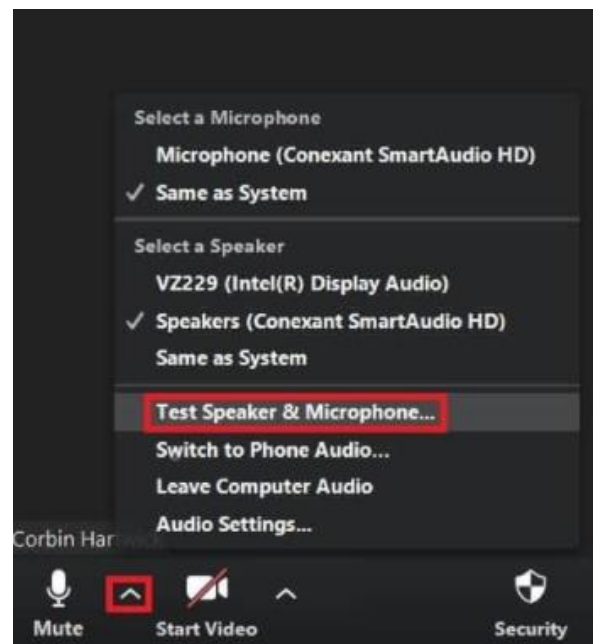 Select a Microphone
Microphone (Conexant SmartAudio HD)
✓ Same as System
Select a Speaker
VZ229 (Intel(R) Display Audio)
✓ Speakers (Conexant SmartAudio HD)
Same as System
Test Speaker & Microphone...
Switch to Phone Audio...
Leave Computer Audio
Audio Settings...
Corbin Hartwick
Mute Start Video Security